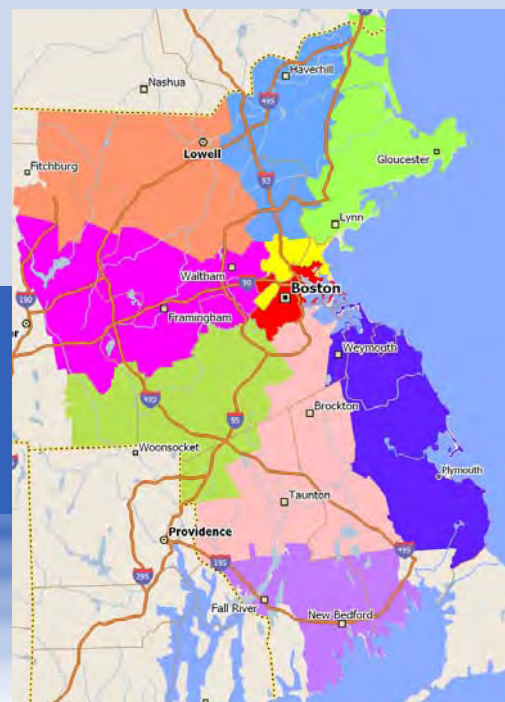 Nashua
Haverhill
495
Lowell
Gloucester
Fitchburg
93
Lynn
Waltham
90
Boston
190
Framingham
Weymouth
495
95
Brockton
Woonsocket
Plymouth
Taunton
Providence
495
295
195
Fall River
New Bedford